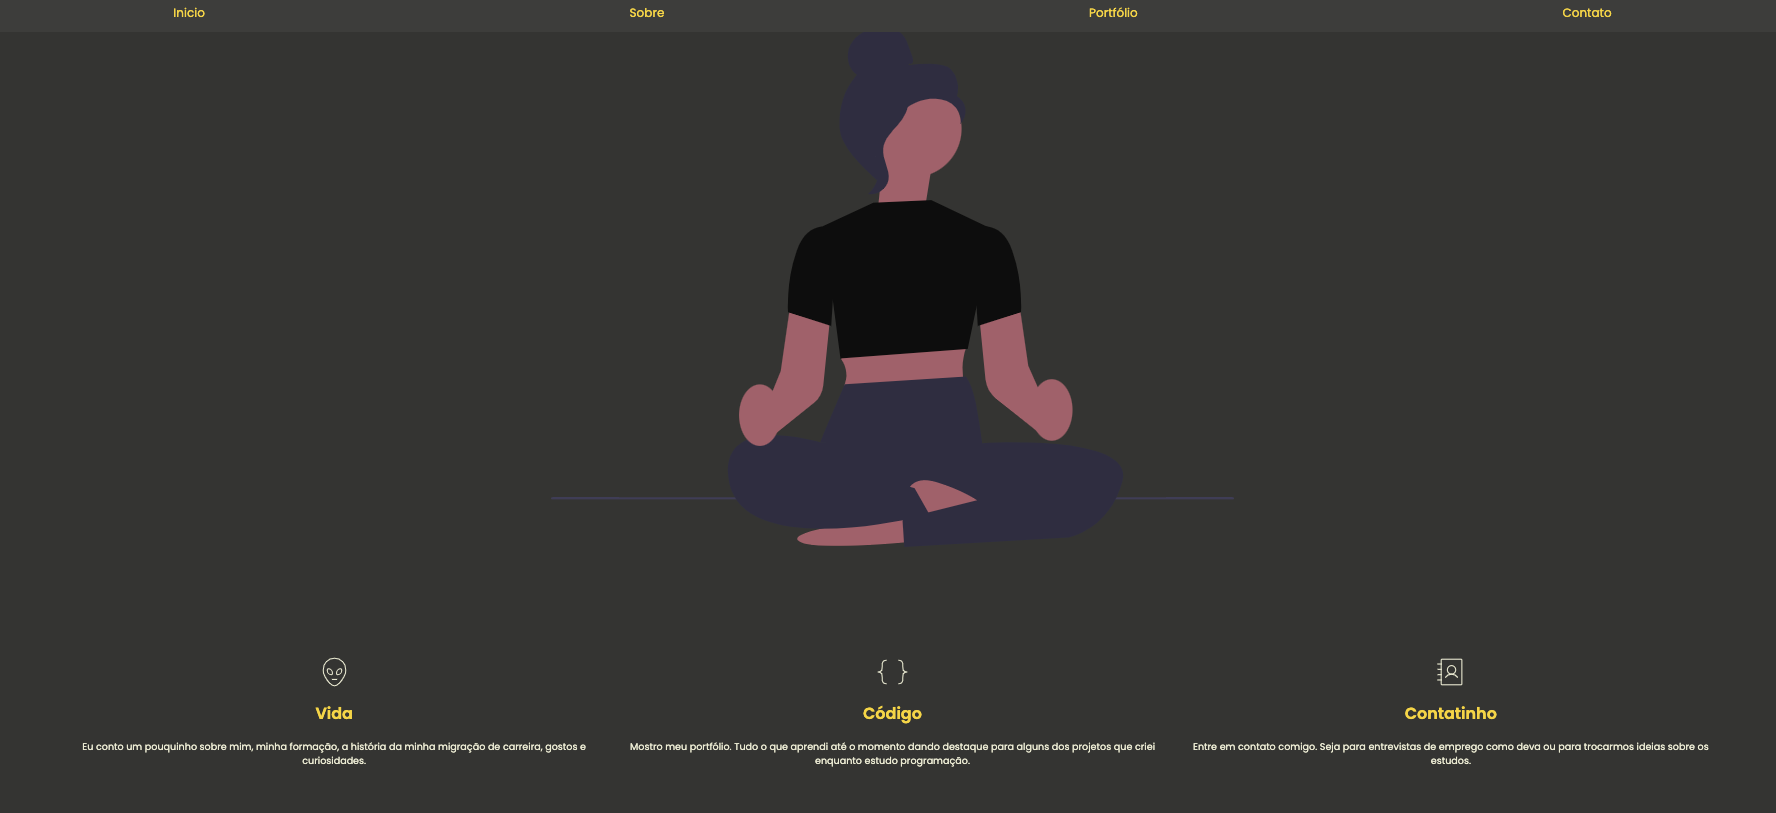 Inicio
Sobre
Portfólio
Contato
Vida
Eu conto um pouquinho sobre mim, minha formação, a história da minha migração de carreira, gostos e
curiosidades.
Código
Mostro meu portfólio. Tudo o que aprendi até o momento dando destaque para alguns dos projetos que criei
enquanto estudo programação.
Contatinho
Entre em contato comigo. Seja para entrevistas de emprego como deva ou para trocarmos ideias sobre os
estudos.